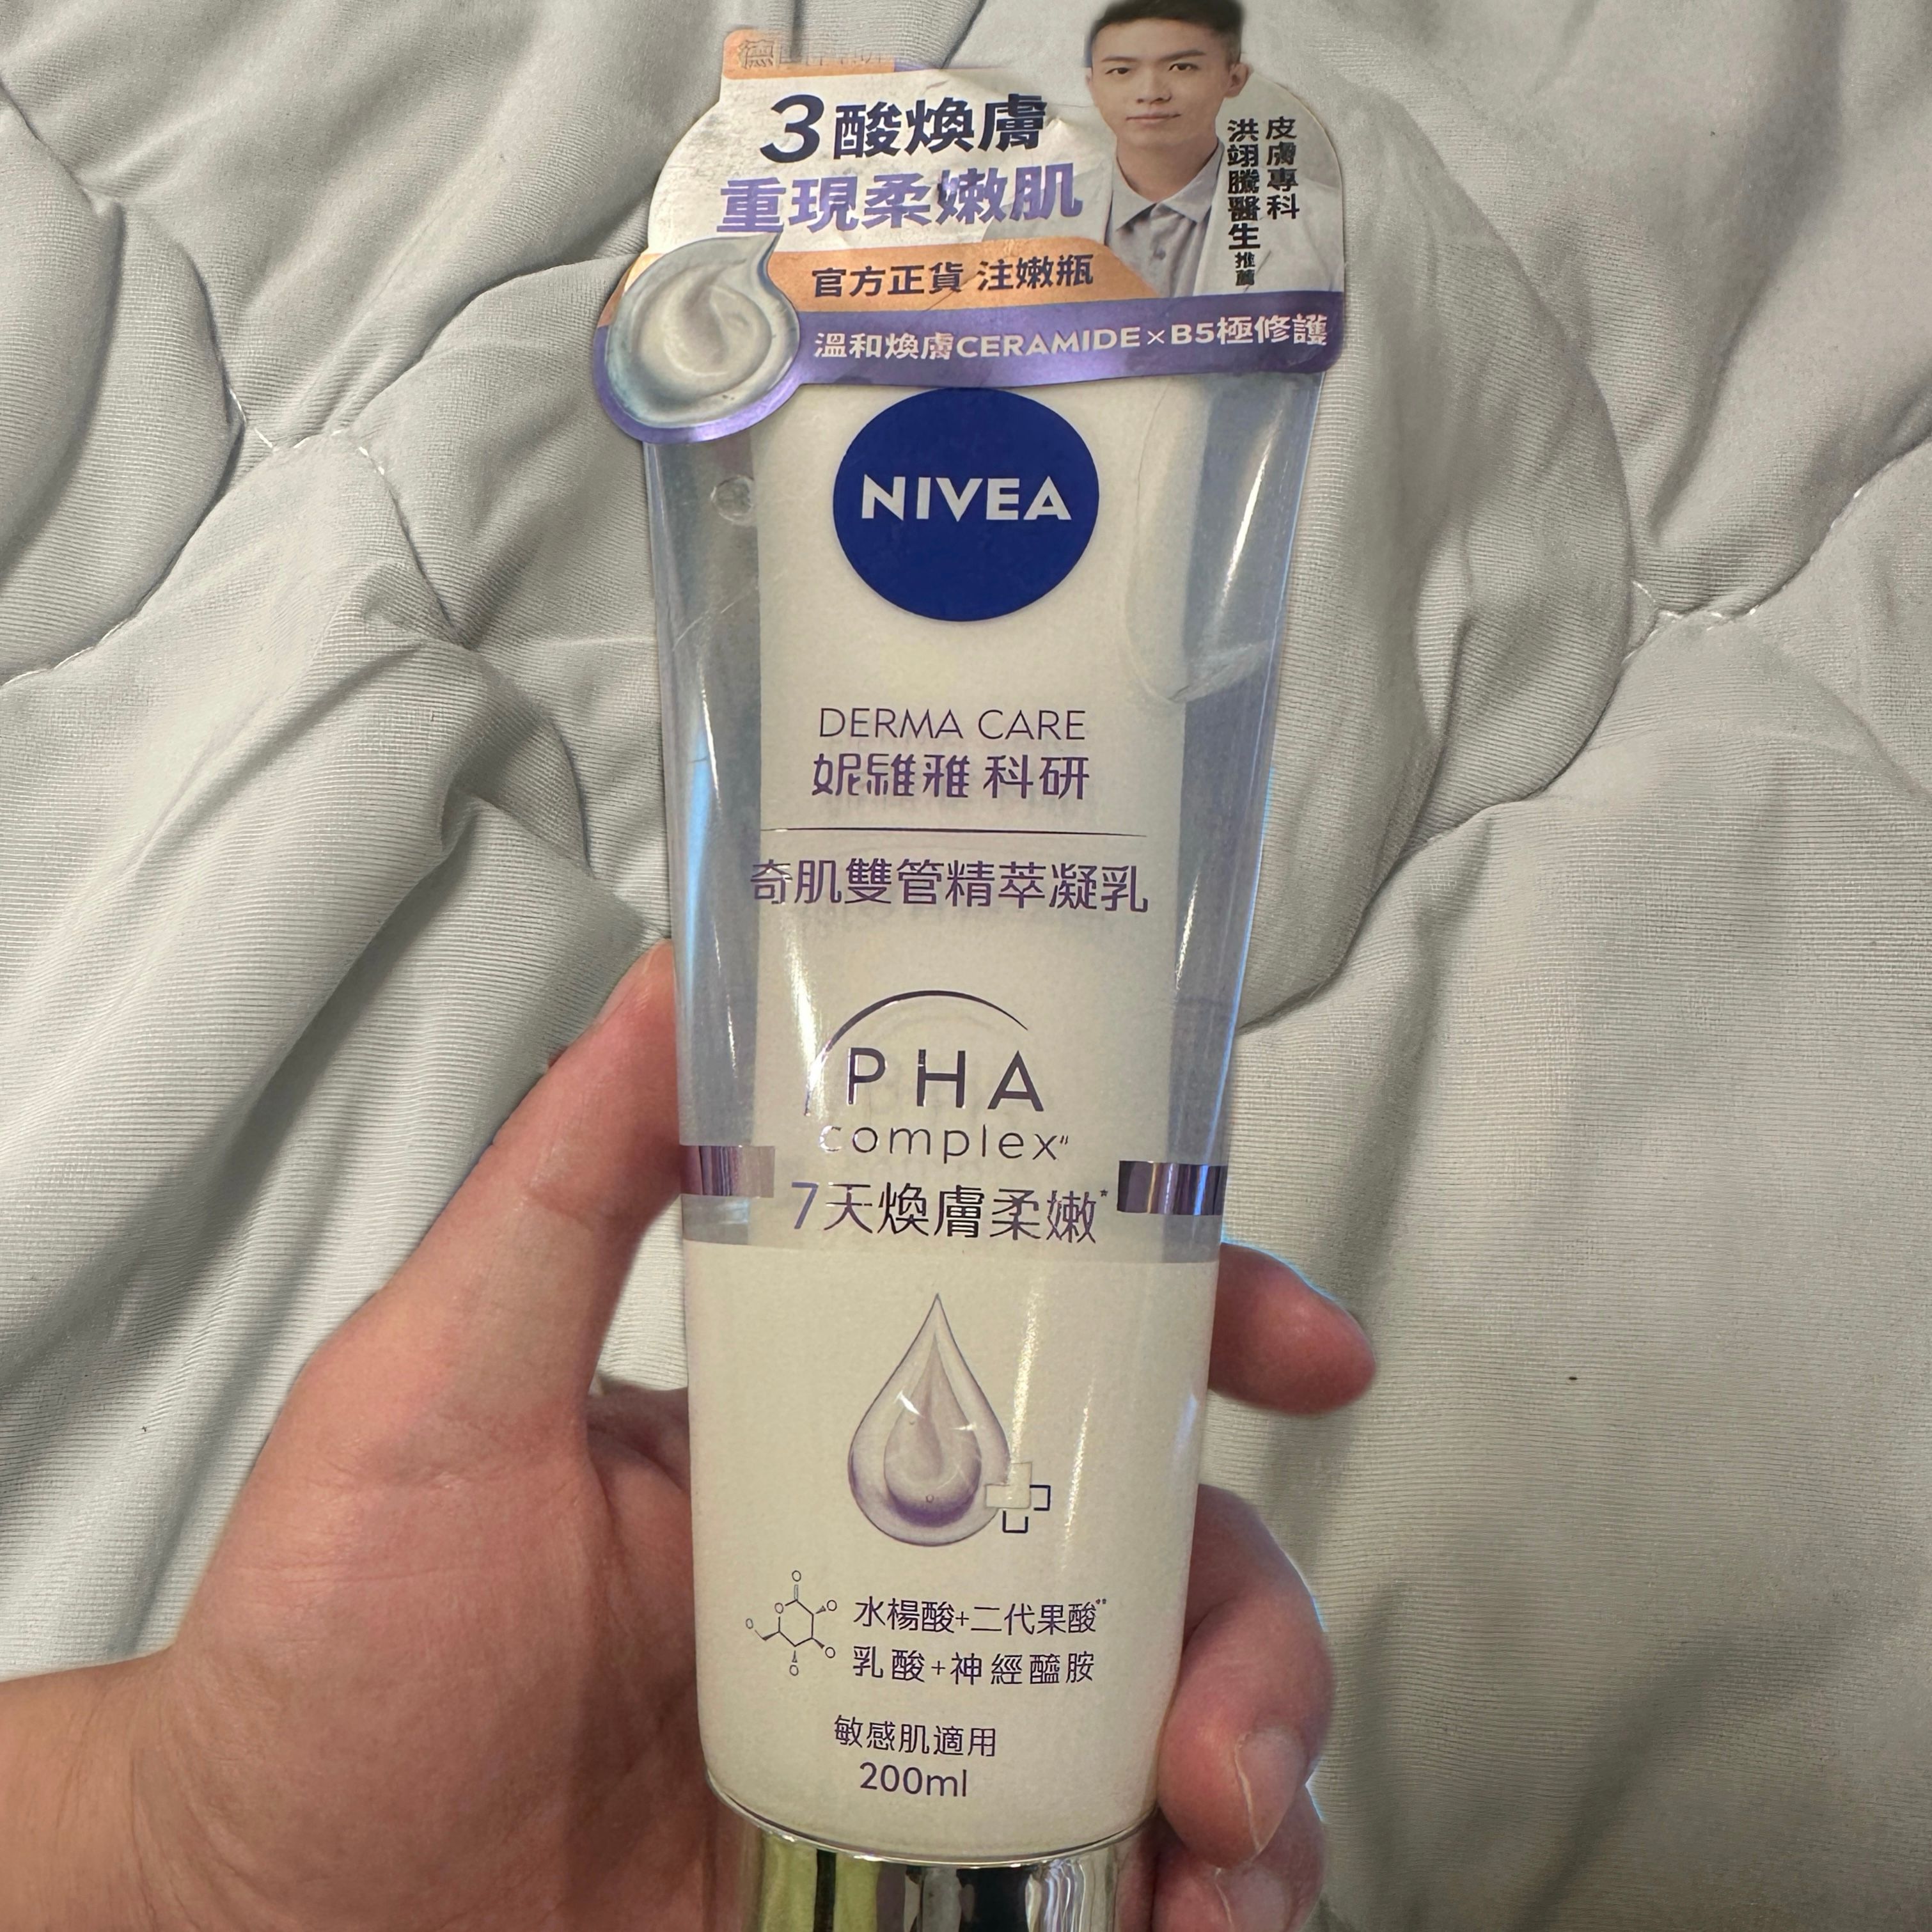 3酸煥膚
重現柔嫩肌
皮膚專科
洪翊騰醫生推薦
官方正貨 注嫩瓶
溫和煥膚CERAMIDE×B5極修護
NIVEA
DERMA CARE
妮維雅 科研
奇肌雙管精萃凝乳
PHA
complex"
7天煥膚柔嫩*
水楊酸+二代果酸**
乳酸+神經醯胺
敏感肌適用
200ml